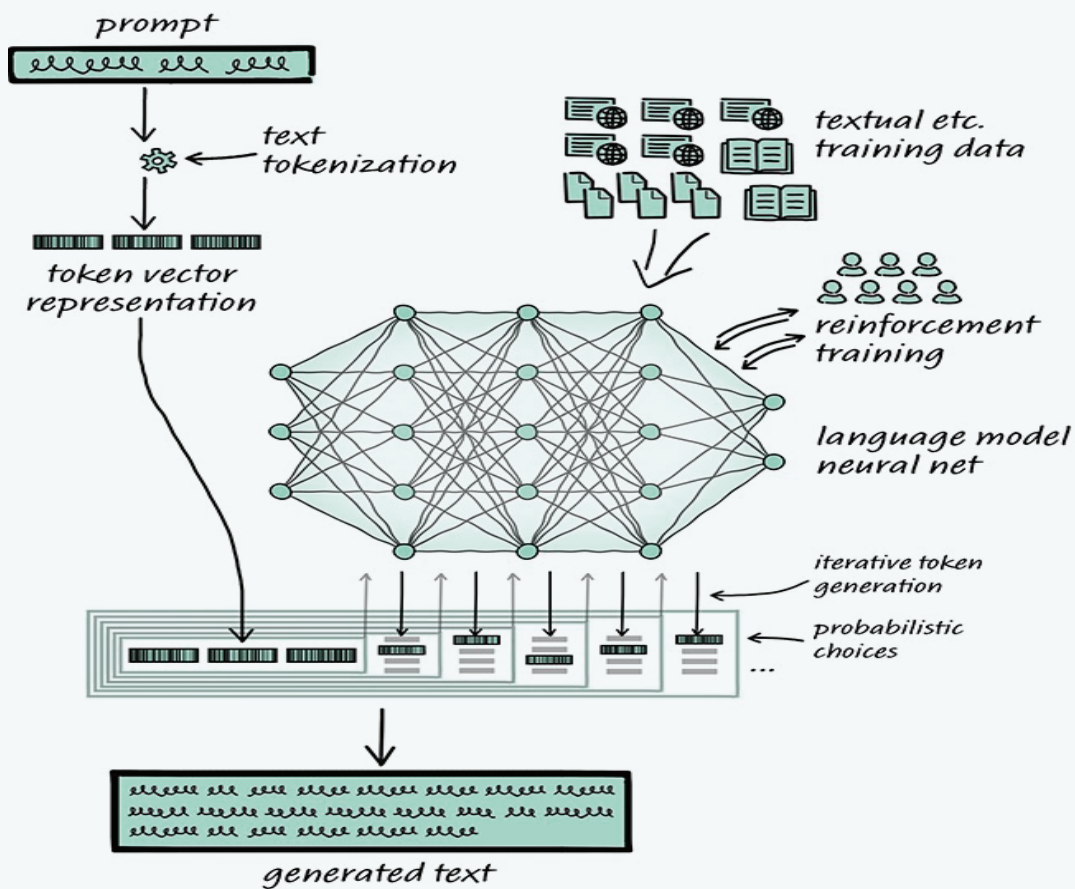 prompt
text
tokenization
token vector
representation
textual etc.
training data
reinforcement
training
language model
neural net
iterative token
generation
probabilistic
choices
...
generated text